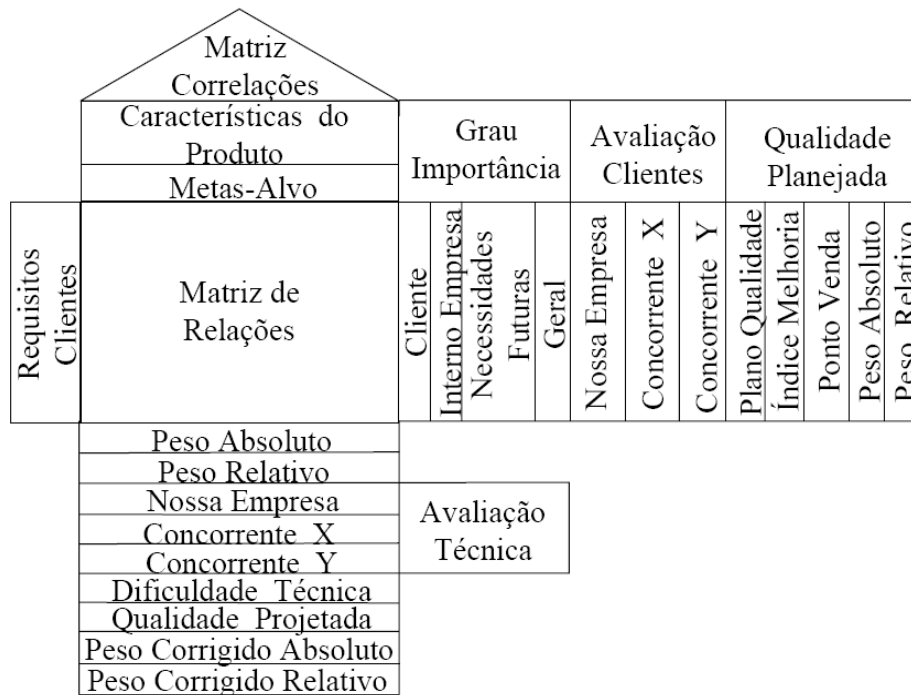 Matriz
Correlações
Características do
Produto
Metas-Alvo
Grau
Importância
Avaliação
Clientes
Qualidade
Planejada
Requisitos
Clientes
Matriz de
Relações
Cliente
Interno Empresa
Necessidades
Futuras
Geral
Nossa Empresa
Concorrente X
Concorrente Y
Plano Qualidade
Índice Melhoria
Ponto Venda
Peso Absoluto
Peso Relativo
Peso Absoluto
Peso Relativo
Nossa Empresa
Concorrente X
Concorrente Y
Avaliação
Técnica
Dificuldade Técnica
Qualidade Projetada
Peso Corrigido Absoluto
Peso Corrigido Relativo